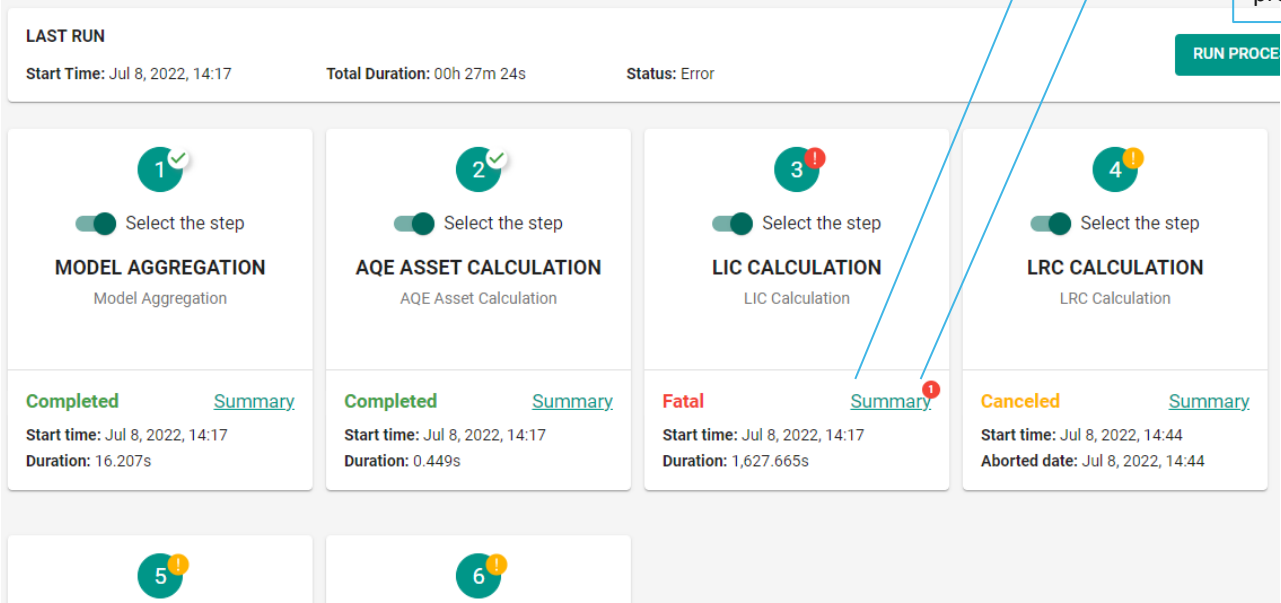 pro
LAST RUN
Start Time: Jul 8, 2022, 14:17 Total Duration: 00h 27m 24s Status: Error
RUN PROCE
1 2 3 ! 4 !
Select the step Select the step Select the step Select the step
MODEL AGGREGATION AQE ASSET CALCULATION LIC CALCULATION LRC CALCULATION
Model Aggregation AQE Asset Calculation LIC Calculation LRC Calculation
Completed Summary Completed Summary Fatal Summary 1 Canceled Summary
Start time: Jul 8, 2022, 14:17 Start time: Jul 8, 2022, 14:17 Start time: Jul 8, 2022, 14:17 Start time: Jul 8, 2022, 14:44
Duration: 16.207s Duration: 0.449s Duration: 1,627.665s Aborted date: Jul 8, 2022, 14:44
5 ! 6 !